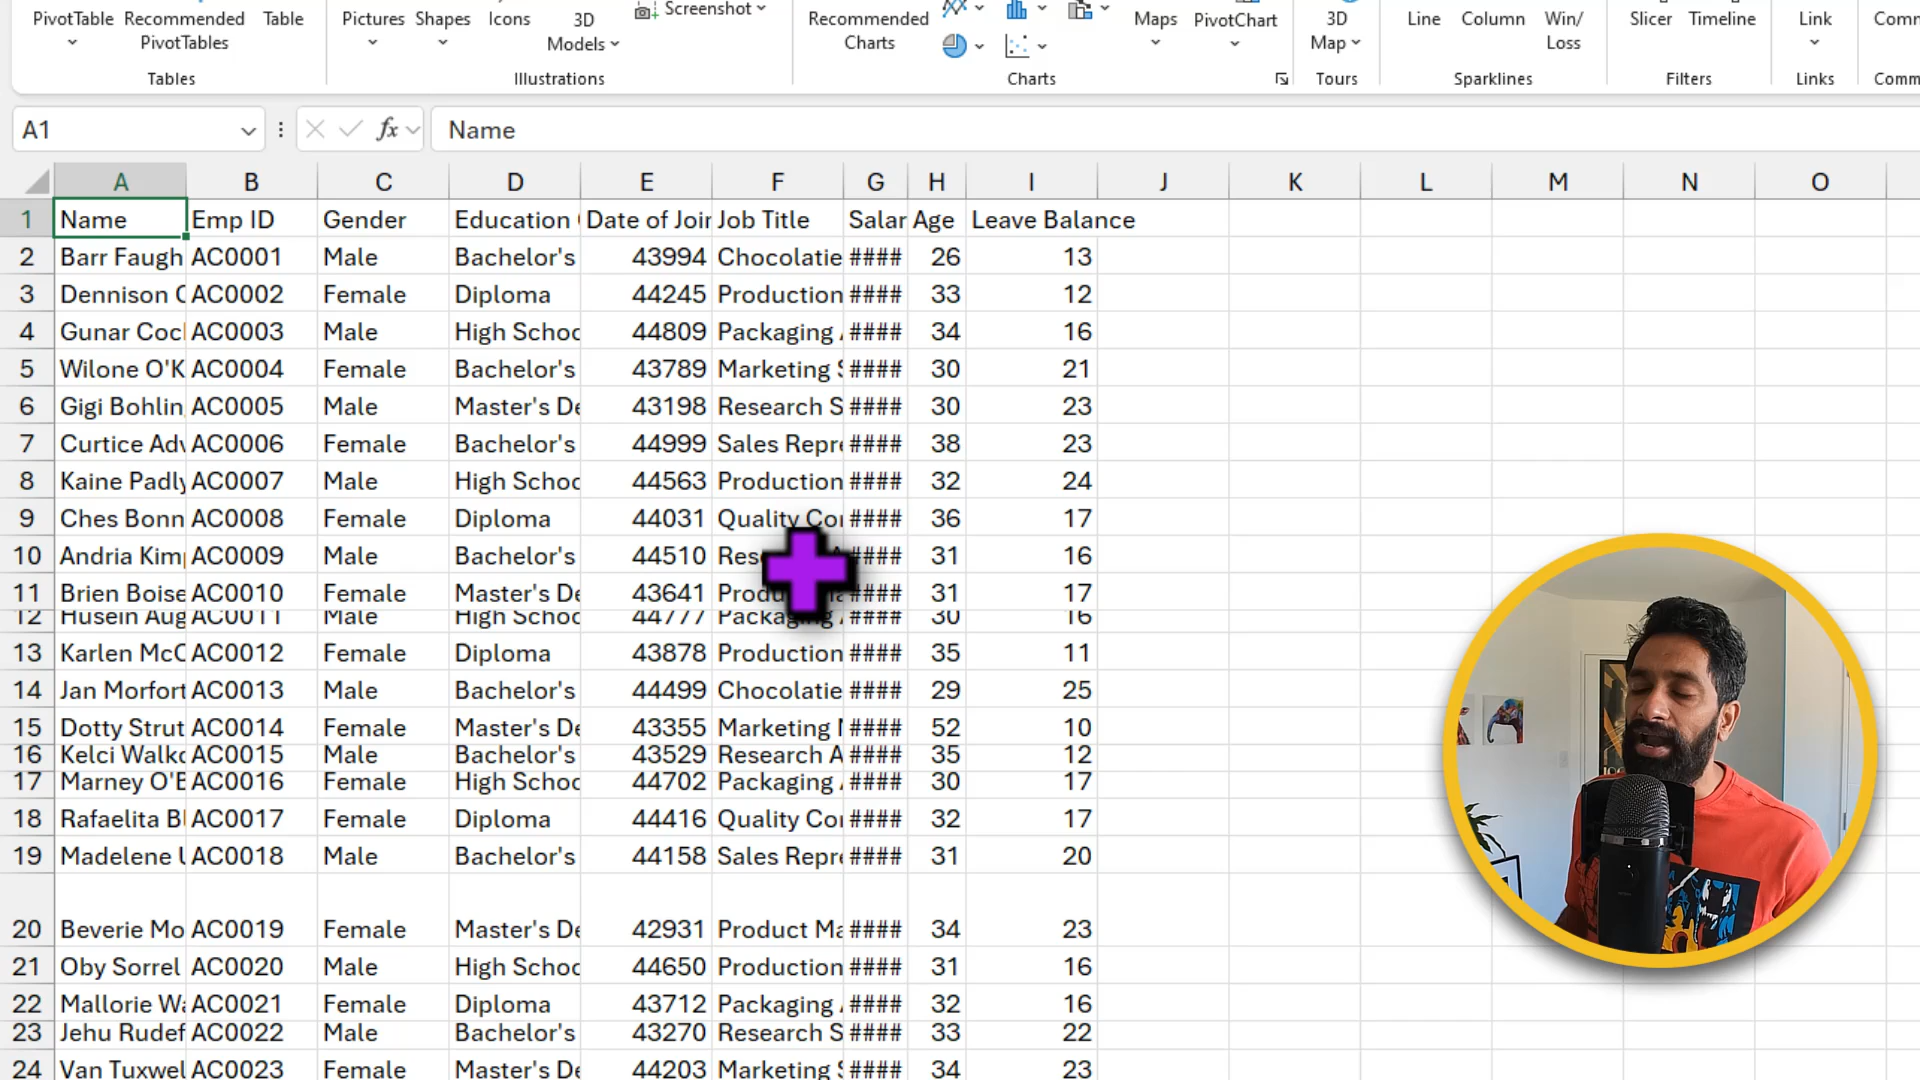 PivotTable Recommended PivotTables Table
Tables
Pictures Shapes Icons 3D Models Screenshot
Illustrations
Recommended Charts Maps PivotChart
Charts
3D Map
Tours
Line Column Win/Loss
Sparklines
Slicer Timeline
Filters
Link
Links
A1 fx Name
A B C D E F G H I J K L M N O
1 Name Emp ID Gender Education Date of Join Job Title Salar Age Leave Balance
2 Barr Faugh AC0001 Male Bachelor's 43994 Chocolatie #### 26 13
3 Dennison C AC0002 Female Diploma 44245 Production #### 33 12
4 Gunar Cocl AC0003 Male High Schoo 44809 Packaging #### 34 16
5 Wilone O'K AC0004 Female Bachelor's 43789 Marketing S #### 30 21
6 Gigi Bohlin AC0005 Male Master's De 43198 Research S #### 30 23
7 Curtice Adv AC0006 Female Bachelor's 44999 Sales Repre #### 38 23
8 Kaine Padly AC0007 Male High Schoo 44563 Production #### 32 24
9 Ches Bonn AC0008 Female Diploma 44031 Quality Cor #### 36 17
10 Andria Kimp AC0009 Male Bachelor's 44510 #### 31 16
11 Brien Boise AC0010 Female Master's De 43641 #### 31 17
12 Husein Aug AC0011 Male High Schoo 44777 Packaging #### 30 16
13 Karlen McC AC0012 Female Diploma 43878 Production #### 35 11
14 Jan Morfort AC0013 Male Bachelor's 44499 Chocolatie #### 29 25
15 Dotty Strut AC0014 Female Master's De 43355 Marketing M #### 52 10
16 Kelci Walko AC0015 Male Bachelor's 43529 Research A #### 35 12
17 Marney O'B AC0016 Female High Schoo 44702 Packaging #### 30 17
18 Rafaelita Bl AC0017 Female Diploma 44416 Quality Cor #### 32 17
19 Madelene U AC0018 Male Bachelor's 44158 Sales Repre #### 31 20
20 Beverie Mo AC0019 Female Master's De 42931 Product Ma #### 34 23
21 Oby Sorrel AC0020 Male High Schoo 44650 Production #### 31 16
22 Mallorie Wa AC0021 Female Diploma 43712 Packaging #### 32 16
23 Jehu Rudef AC0022 Male Bachelor's 43270 Research S #### 33 22
24 Van Tuxwel AC0023 Female Master's De 44203 Marketing S #### 34 23